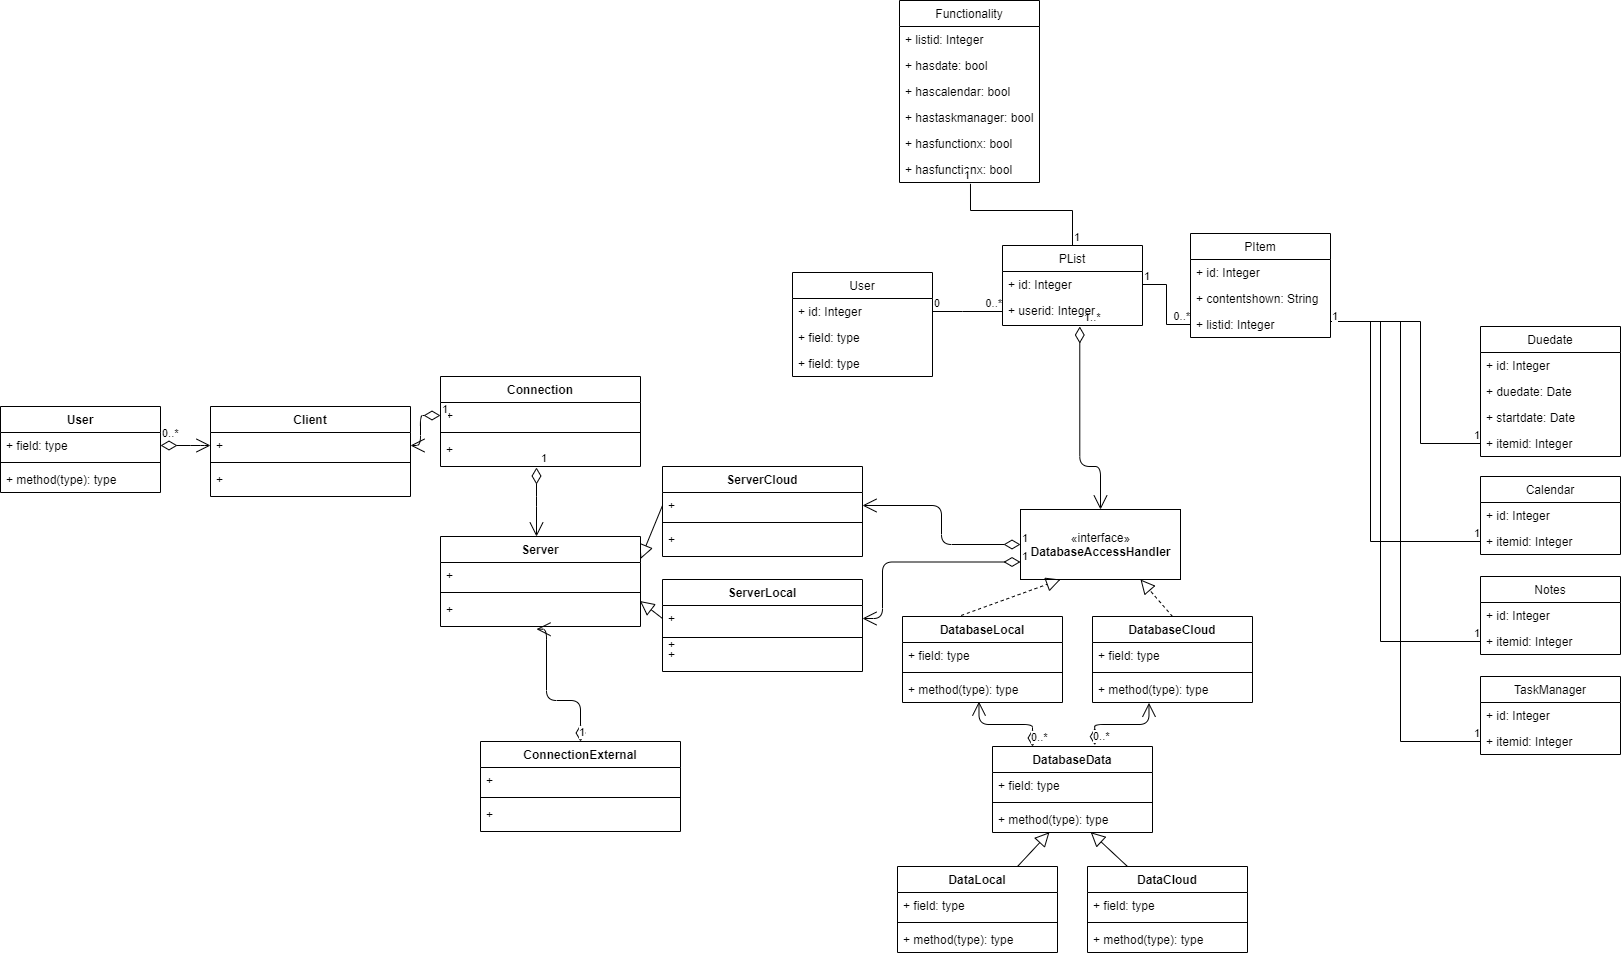 Functionality
+ listid: Integer
+ hasdate: bool
+ hascalendar: bool
+ hastaskmanager: bool
+ hasfunctionx: bool
+ hasfunctionx: bool
1
1
PList
+ id: Integer
+ userid: Integer
1..*
User
+ id: Integer
+ field: type
+ field: type
0
0..*
1
0..*
PItem
+ id: Integer
+ contentshown: String
+ listid: Integer
1
Duedate
+ id: Integer
+ duedate: Date
+ startdate: Date
+ itemid: Integer
1
Calendar
+ id: Integer
+ itemid: Integer
1
Notes
+ id: Integer
+ itemid: Integer
1
TaskManager
+ id: Integer
+ itemid: Integer
1
User
+ field: type
+ method(type): type
0..*
Client
+
+
Connection
1
+
+
1
Server
+
+
ServerCloud
+
+
ServerLocal
+
+
+
ConnectionExternal
1
+
+
«interface»
DatabaseAccessHandler
1
1
DatabaseLocal
+ field: type
+ method(type): type
DatabaseCloud
+ field: type
+ method(type): type
0..*
0..*
DatabaseData
+ field: type
+ method(type): type
DataLocal
+ field: type
+ method(type): type
DataCloud
+ field: type
+ method(type): type